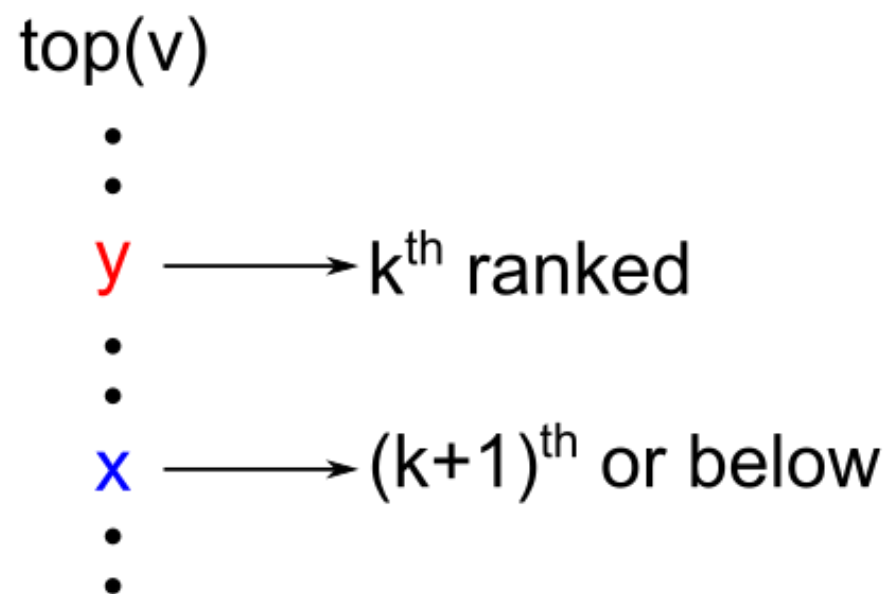 top(v)
y → kth ranked
x → (k+1)th or below